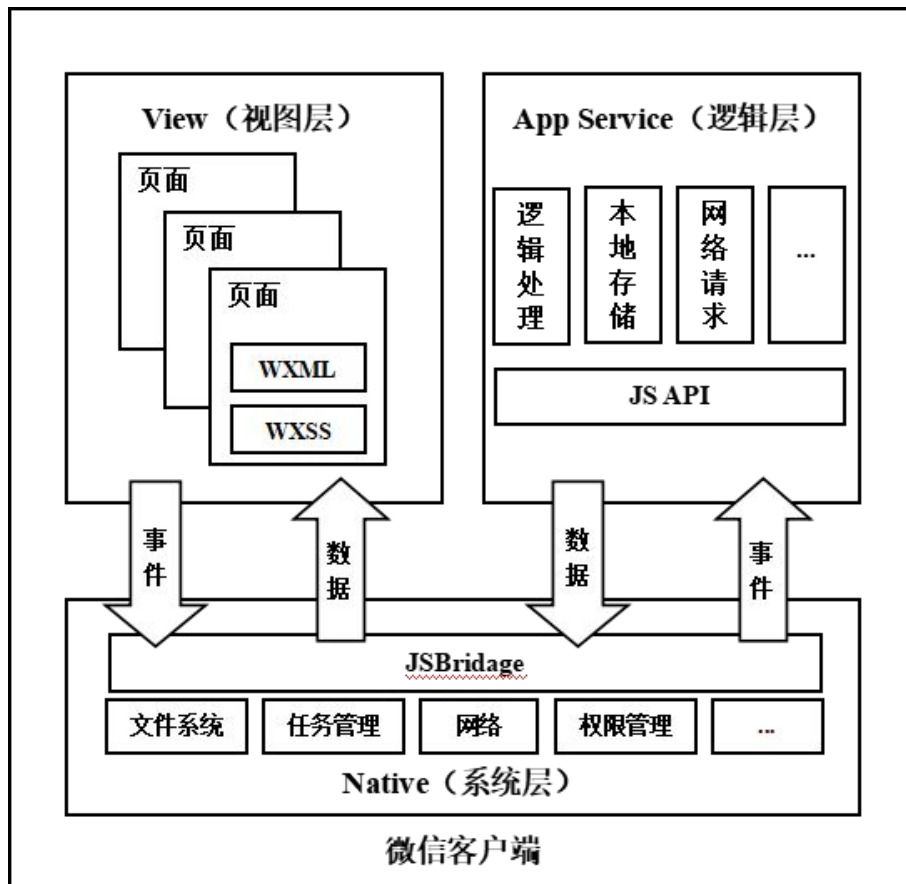 View（视图层）
页面
页面
页面
WXML
WXSS
App Service（逻辑层）
逻辑处理
本地存储
网络请求
...
JS API
事件
数据
数据
事件
JSBridage
文件系统
任务管理
网络
权限管理
...
Native（系统层）
微信客户端